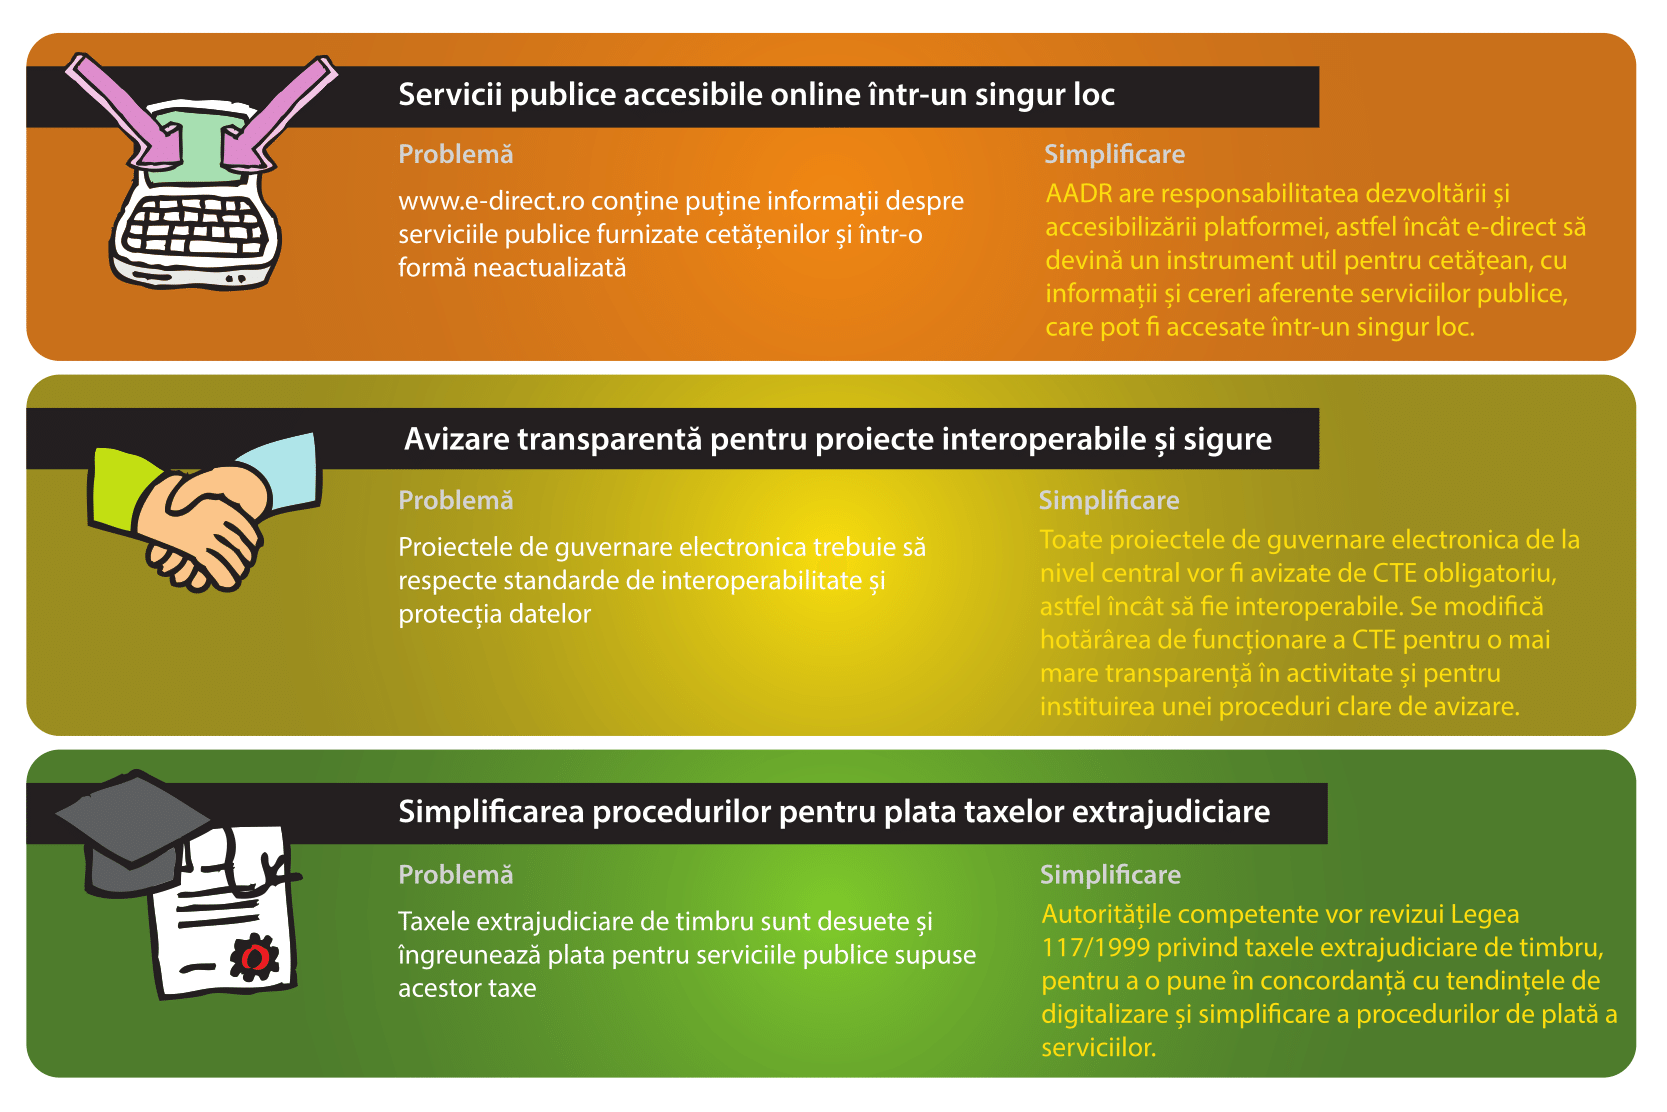 Servicii publice accesibile online într-un singur loc
Problemă
www.e-direct.ro conține puține informații despre
serviciile publice furnizate cetățenilor și într-o
formă neactualizată
Simplificare
AADR are responsabilitatea dezvoltării și
accesibilizării platformei, astfel încât e-direct să
devină un instrument util pentru cetățean, cu
informații și cereri aferente serviciilor publice,
care pot fi accesate într-un singur loc.
Avizare transparentă pentru proiecte interoperabile și sigure
Problemă
Proiectele de guvernare electronica trebuie să
respecte standarde de interoperabilitate și
protecția datelor
Simplificare
Toate proiectele de guvernare electronica de la
nivel central vor fi avizate de CTE obligatoriu,
astfel încât să fie interoperabile. Se modifică
hotărârea de funcționare a CTE pentru o mai
mare transparență în activitate și pentru
instituirea unei proceduri clare de avizare.
Simplificarea procedurilor pentru plata taxelor extrajudiciare
Problemă
Taxele extrajudiciare de timbru sunt desuete și
îngreunează plata pentru serviciile publice supuse
acestor taxe
Simplificare
Autoritățile competente vor revizui Legea
117/1999 privind taxele extrajudiciare de timbru,
pentru a o pune în concordanță cu tendințele de
digitalizare și simplificare a procedurilor de plată a
serviciilor.